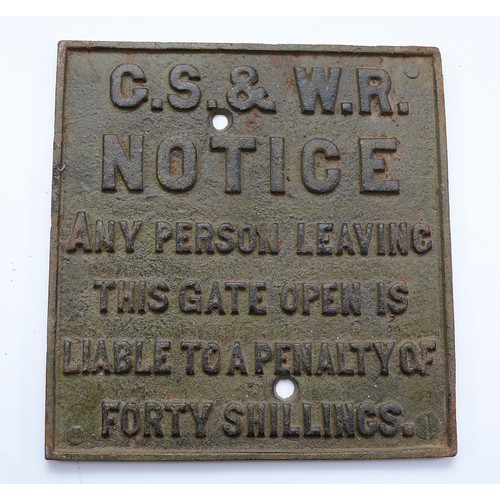 G.S.& W.R.
NOTICE
ANY PERSON LEAVING
THIS GATE OPEN IS
LIABLE TO A PENALTY OF
FORTY SHILLINGS.